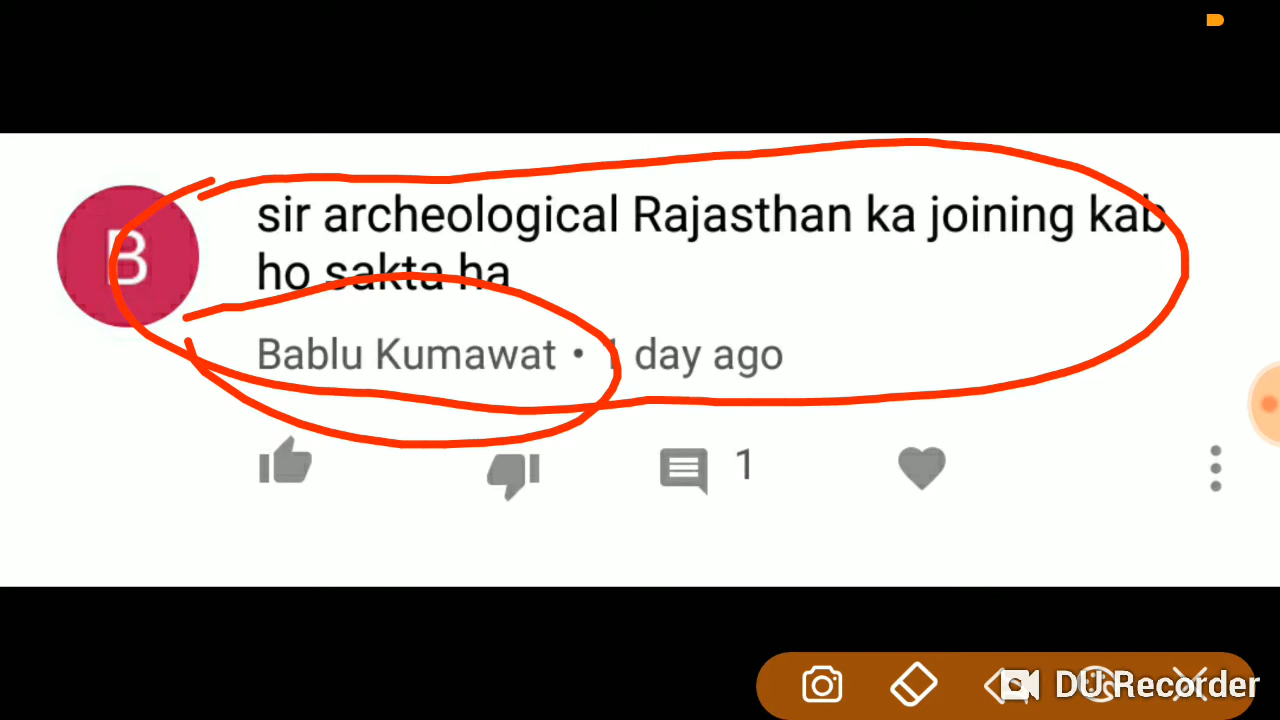 B
sir archeological Rajasthan ka joining kab
ho sakta ha
Bablu Kumawat • 1 day ago
1
DU Recorder